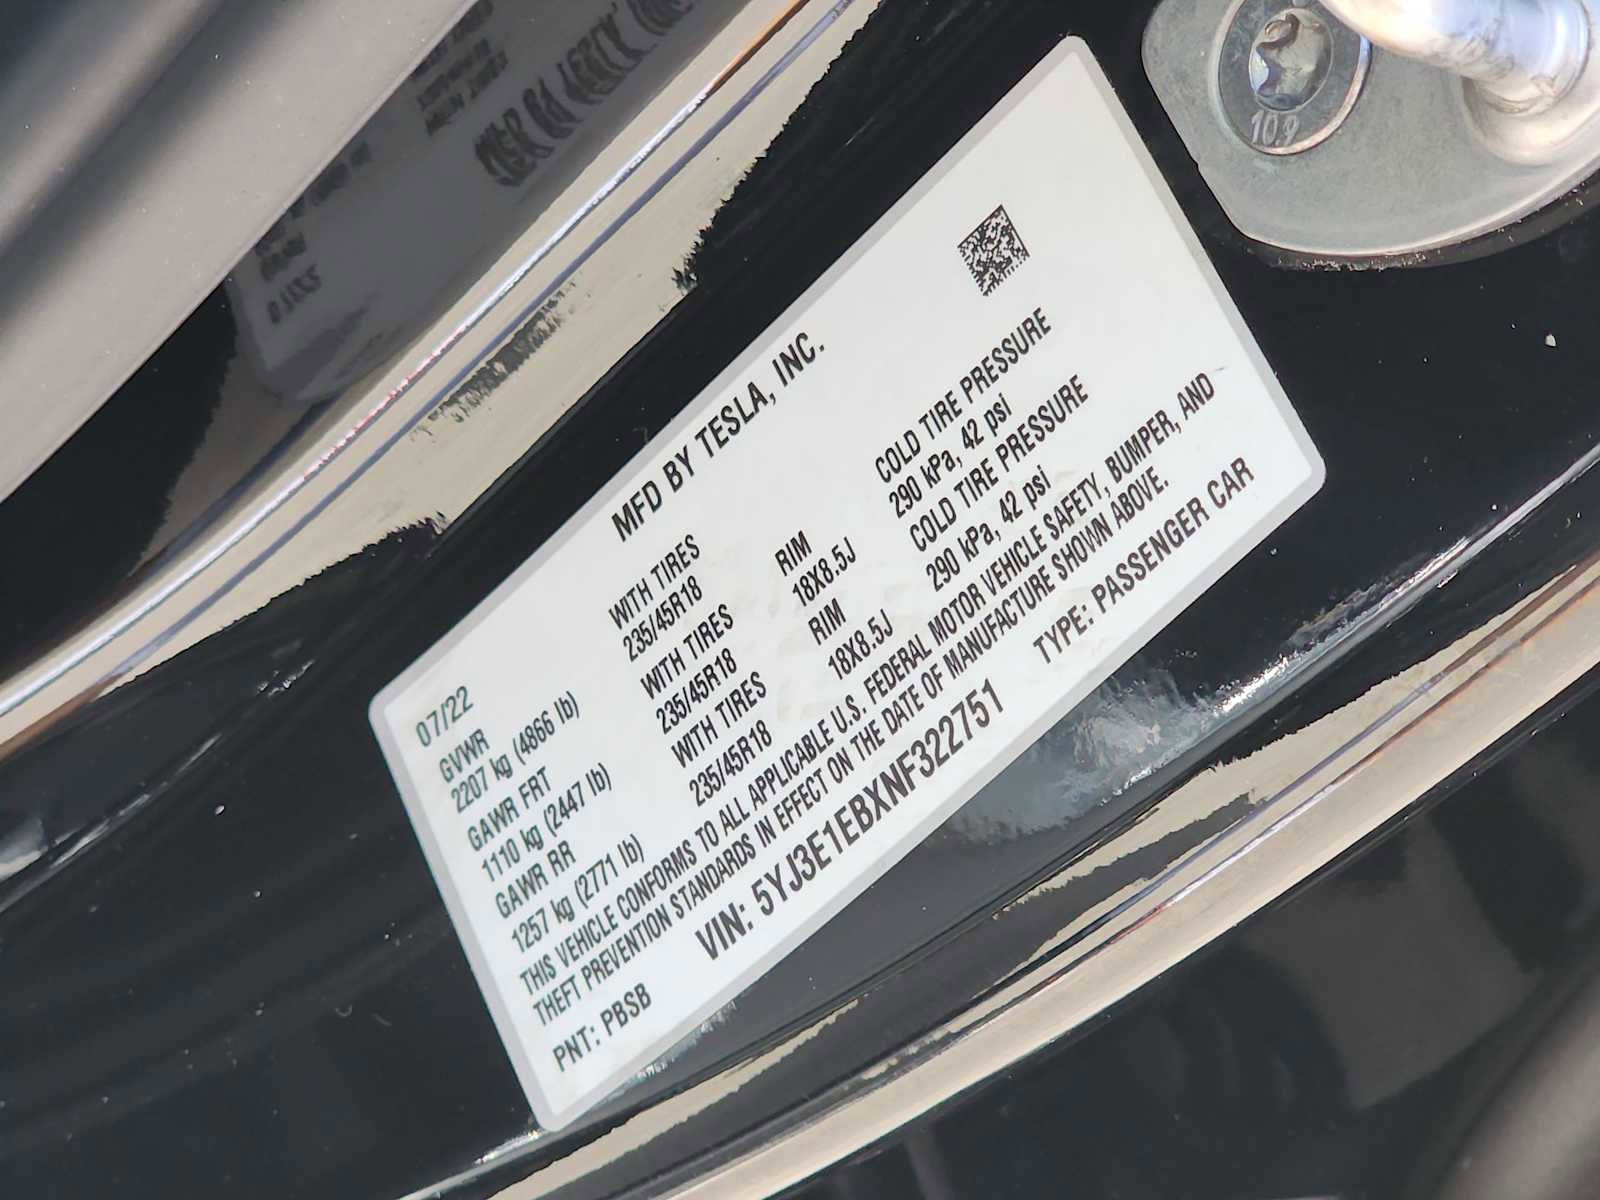 MFD BY TESLA, INC.
07/22
GVWR
2207 kg (4866 lb)
WITH TIRES
235/45R18
GAWR FRT
1110 kg (2447 lb)
WITH TIRES
235/45R18
RIM
18X8.5J
COLD TIRE PRESSURE
290 kPa, 42 psi
GAWR RR
1257 kg (2771 lb)
WITH TIRES
235/45R18
RIM
18X8.5J
COLD TIRE PRESSURE
290 kPa, 42 psi
THIS VEHICLE CONFORMS TO ALL APPLICABLE U.S. FEDERAL MOTOR VEHICLE SAFETY, BUMPER, AND
THEFT PREVENTION STANDARDS IN EFFECT ON THE DATE OF MANUFACTURE SHOWN ABOVE.
VIN: 5YJ3E1EBXNF322751
PNT: PBSB
TYPE: PASSENGER CAR
109